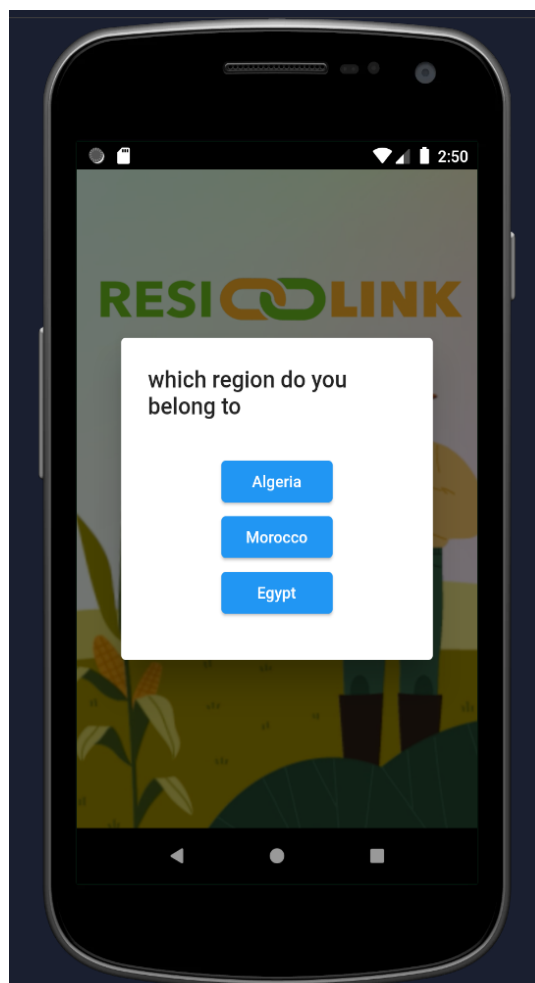 2:50
RESI LINK
which region do you
belong to
Algeria
Morocco
Egypt